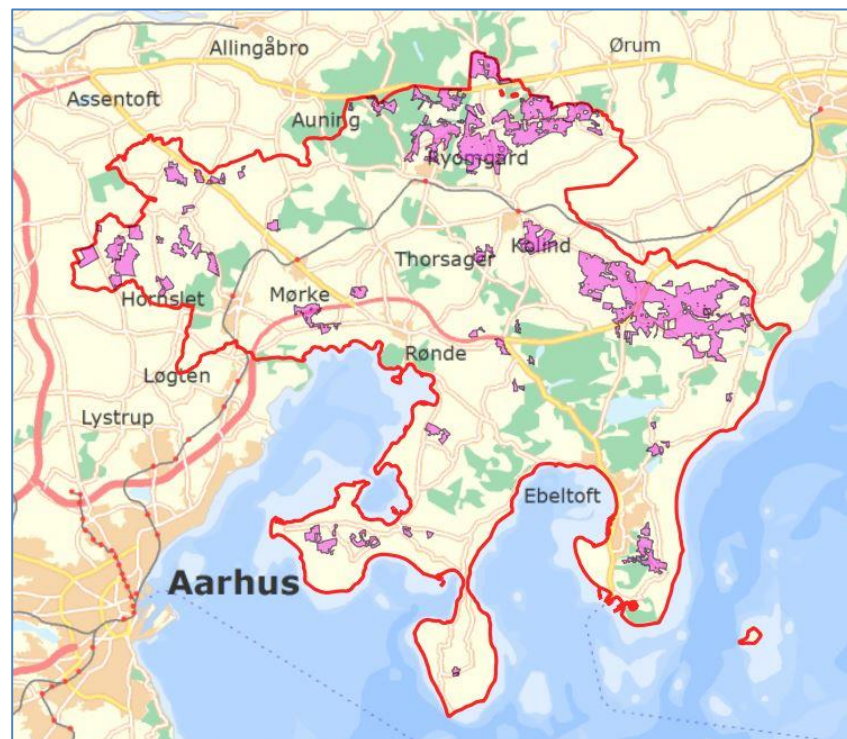 Allingåbro
Ørum
Assentoft
Auning
Ryomgård
Kolind
Thorsager
Hornslet
Mørke
Rønde
Løgten
Lystrup
Ebeltoft
Aarhus